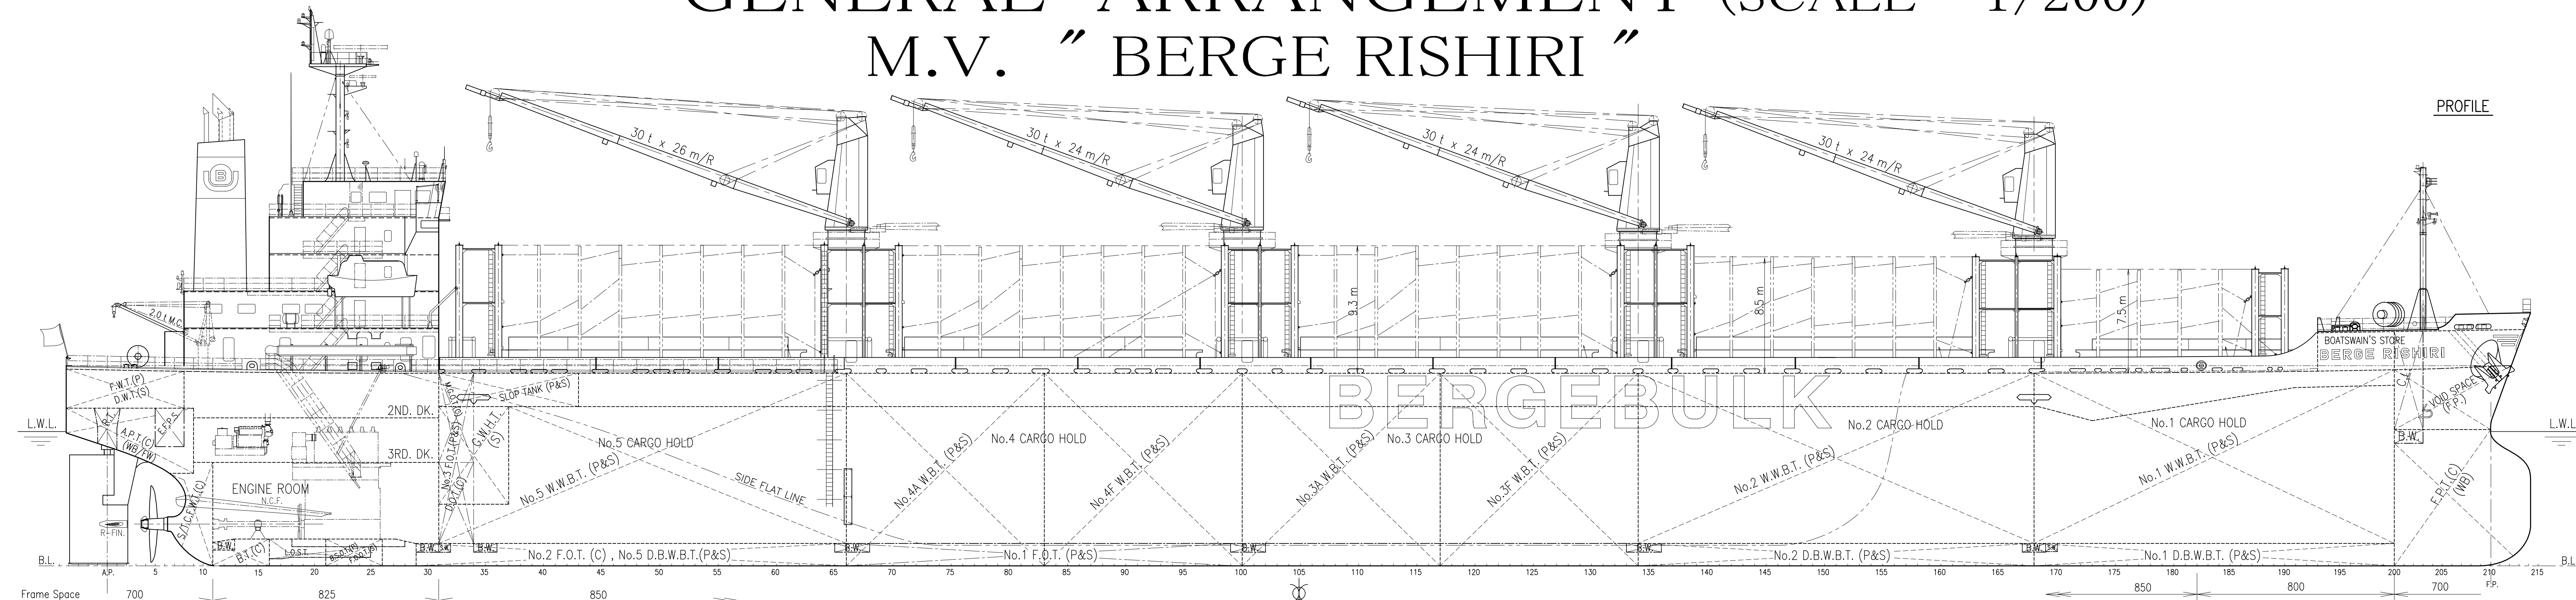 GENERAL ARRANGEMENT (SCALE 1/200)
M.V. " BERGE RISHIRI "
PROFILE
30 t x 26 m/R
30 t x 24 m/R
30 t x 24 m/R
30 t x 24 m/R
B
2.0 t M.C.
9.3 m
8.5 m
7.5 m
BOATSWAIN'S STORE
BERGE RISHIRI
BERGEBULK
F.W.T.(P)
D.W.T.(S)
SLOP TANK (P&S)
2ND. DK.
C.L.
VOID SPACE
(F.P.)
L.W.L.
R.T.
E.F.P.S.
A.P.T.(C)
(WB/FW)
G.W.H.T.
(S)
No.5 CARGO HOLD
No.4 CARGO HOLD
No.3 CARGO HOLD
No.2 CARGO HOLD
No.1 CARGO HOLD
L.W.L
B.W.
3RD. DK.
No.2 F.O.T.(P&S)
D.O.T.(C)
No.5 W.W.B.T. (P&S)
SIDE FLAT LINE
No.4A W.B.T. (P&S)
No.4F W.B.T. (P&S)
No.3A W.B.T. (P&S)
No.3F W.B.T. (P&S)
No.2 W.W.B.T. (P&S)
No.1 W.W.B.T. (P&S)
F.P.T.(C)
(WB)
ENGINE ROOM
N.C.F.
S.T.C.F.W.T.(C)
R-FIN.
B.W.
B.T.(C)
L.O.S.T.
B.W.
B.W.
No.2 F.O.T. (C) , No.5 D.B.W.B.T.(P&S)
B.W.
No.1 F.O.T. (P&S)
B.W.
B.W.
No.2 D.B.W.B.T. (P&S)
B.W.
No.1 D.B.W.B.T. (P&S)
B.L.
B.L
A.P. 5 10 15 20 25 30 35 40 45 50 55 60 65 70 75 80 85 90 95 100 105 110 115 120 125 130 135 140 145 150 155 160 165 170 175 180 185 190 195 200 205 210 215
F.P.
Frame Space 700 825 850 850 800 700